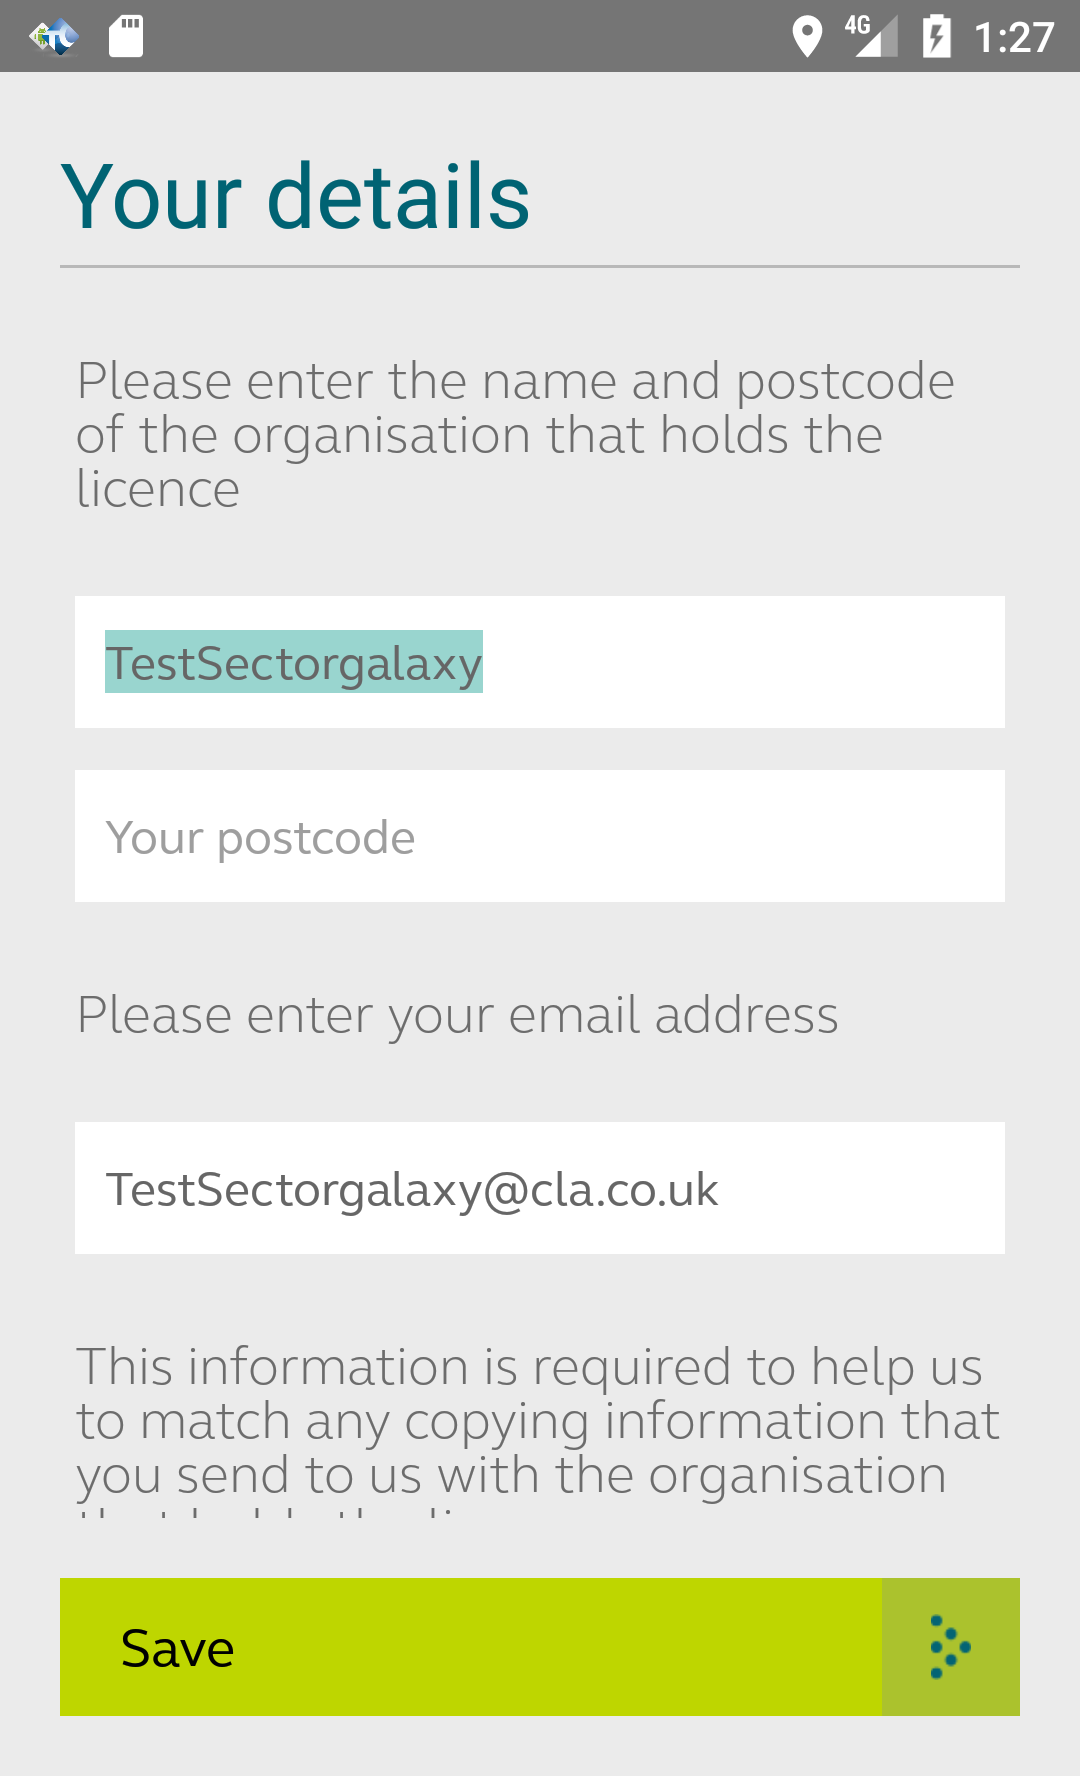 4G 1:27
Your details
Please enter the name and postcode
of the organisation that holds the
licence
TestSectorgalaxy
Your postcode
Please enter your email address
TestSectorgalaxy@cla.co.uk
This information is required to help us
to match any copying information that
you send to us with the organisation
Save